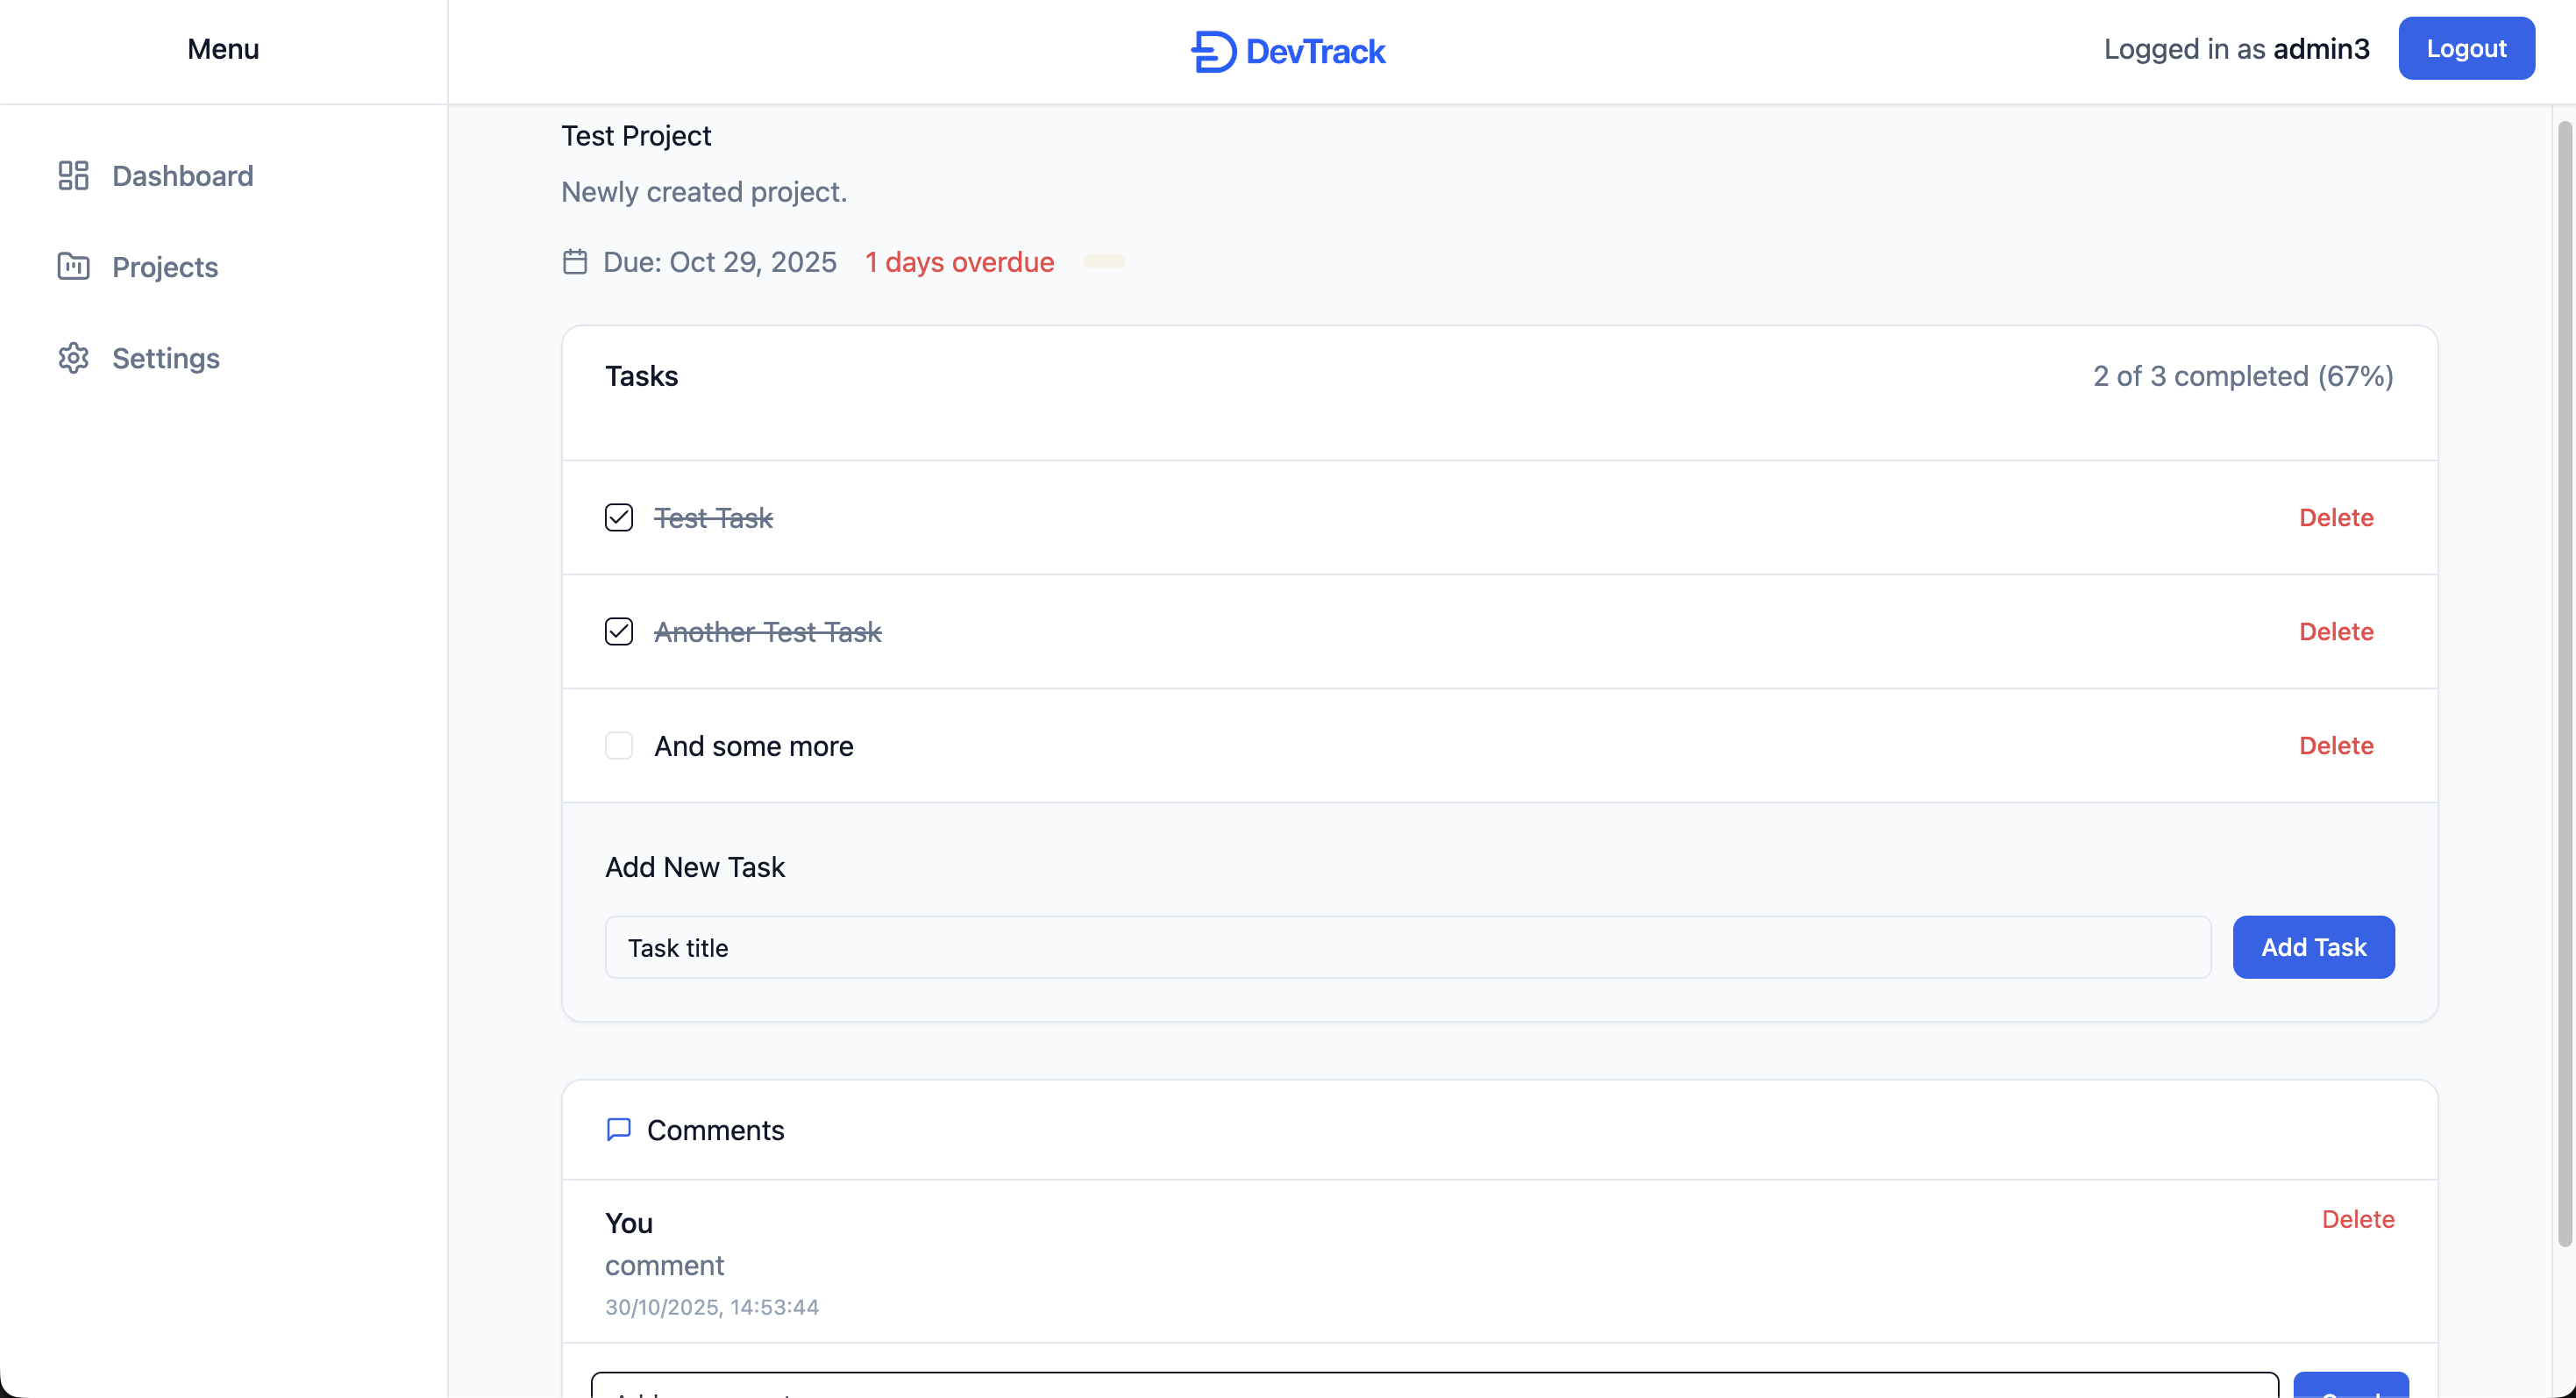 Menu
DevTrack
Logged in as admin3
Logout
Dashboard
Projects
Settings
Test Project
Newly created project.
Due: Oct 29, 2025 1 days overdue
Tasks
2 of 3 completed (67%)
Test Task
Delete
Another Test Task
Delete
And some more
Delete
Add New Task
Task title
Add Task
Comments
You
Delete
comment
30/10/2025, 14:53:44